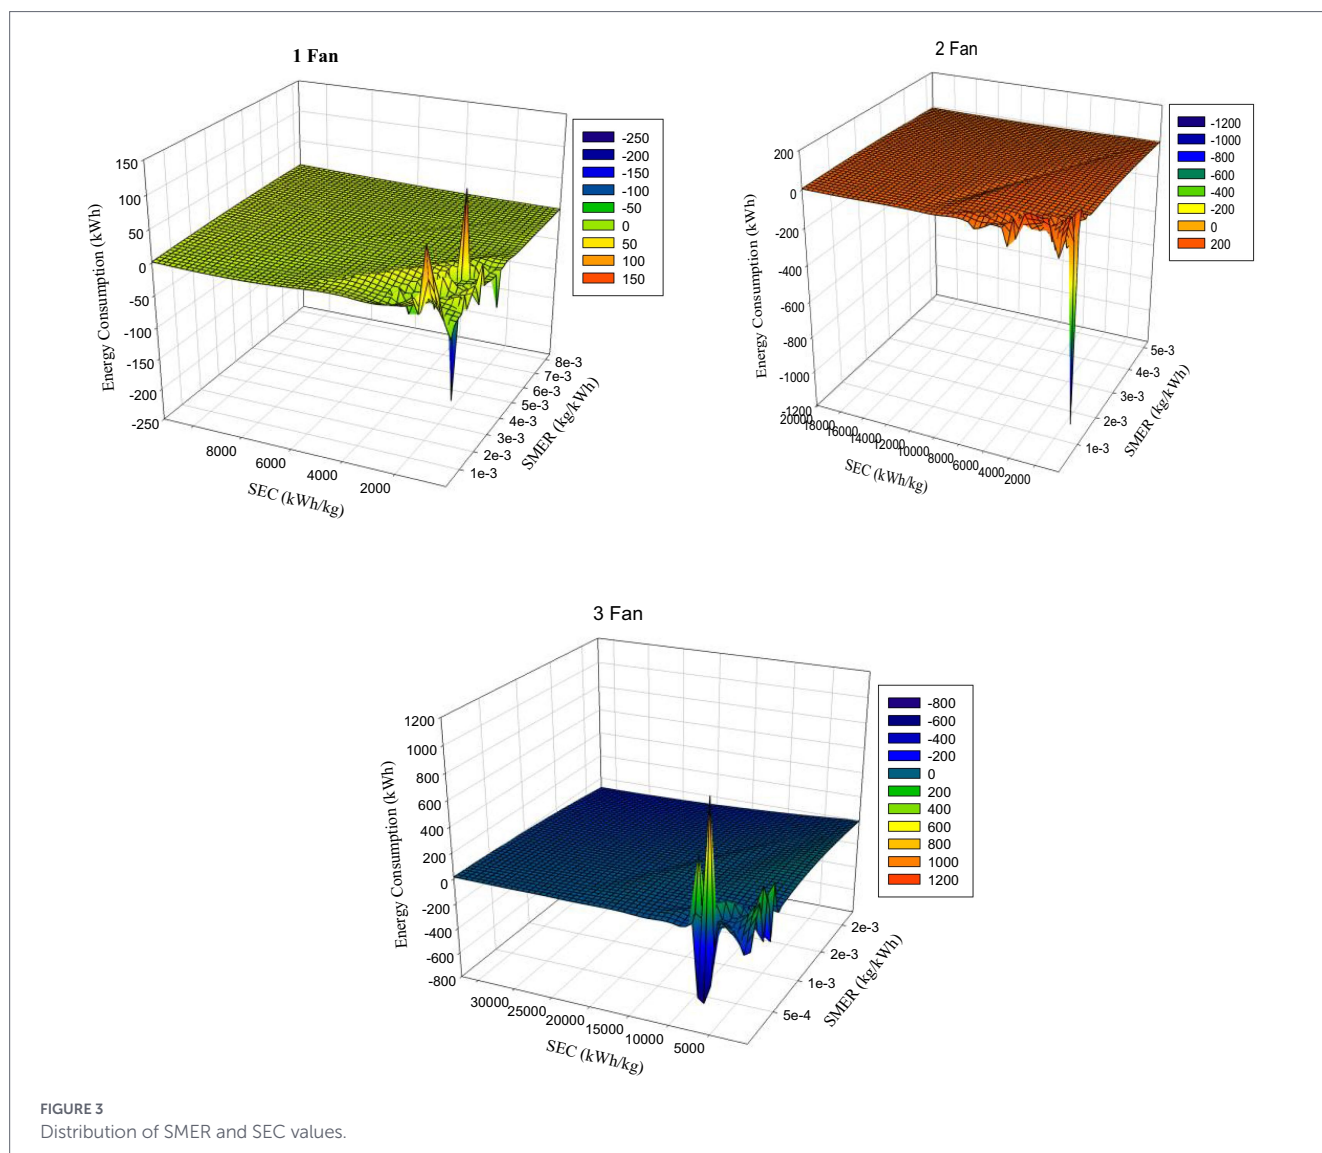 1 Fan
150
100
50
0
-50
-100
-150
-200
-250
Energy Consumption (kWh)
8000
6000
4000
2000
SEC (kWh/kg)
8e-3
7e-3
6e-3
5e-3
4e-3
3e-3
2e-3
1e-3
SMER (kg/kWh)
-250
-200
-150
-100
-50
0
50
100
150
2 Fan
200
0
-200
-400
-600
-800
-1000
-1200
Energy Consumption (kWh)
20000
18000
16000
14000
12000
10000
8000
6000
4000
2000
SEC (kWh/kg)
5e-3
4e-3
3e-3
2e-3
1e-3
SMER (kg/kWh)
-1200
-1000
-800
-600
-400
-200
0
200
3 Fan
1200
1000
800
600
400
200
0
-200
-400
-600
-800
Energy Consumption (kWh)
30000
25000
20000
15000
10000
5000
SEC (kWh/kg)
2e-3
2e-3
1e-3
5e-4
SMER (kg/kWh)
-800
-600
-400
-200
0
200
400
600
800
1000
1200
FIGURE 3
Distribution of SMER and SEC values.